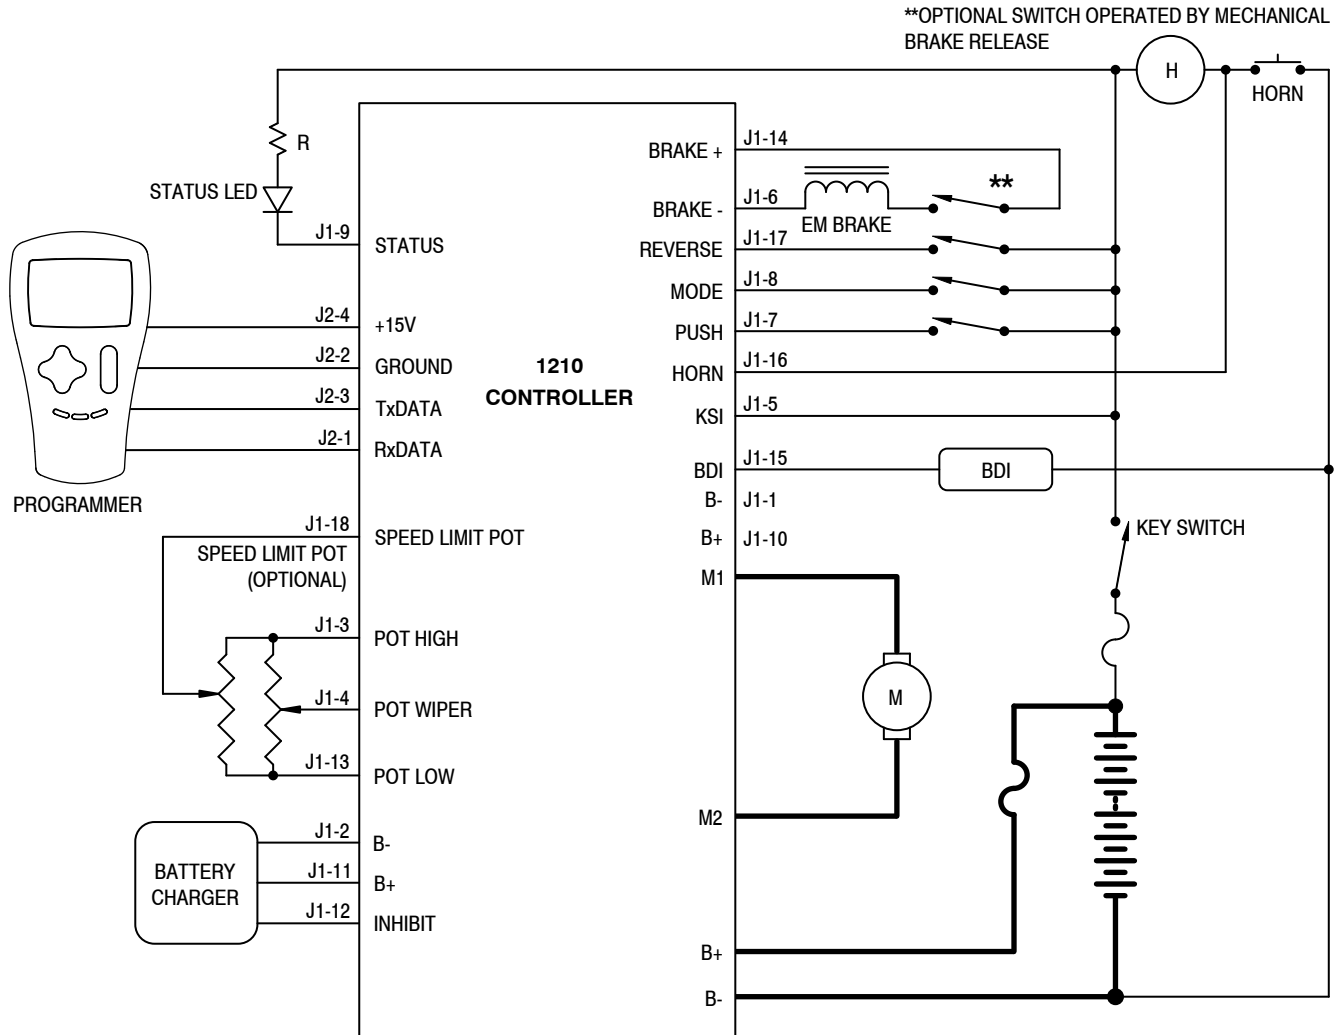 **OPTIONAL SWITCH OPERATED BY MECHANICAL
BRAKE RELEASE
H
HORN
R
STATUS LED
J1-9
STATUS
J2-4
+15V
J2-2
GROUND
J2-3
TxDATA
J2-1
RxDATA
PROGRAMMER
J1-18
SPEED LIMIT POT
SPEED LIMIT POT
(OPTIONAL)
J1-3
POT HIGH
J1-4
POT WIPER
J1-13
POT LOW
BATTERY
CHARGER
J1-2
B-
J1-11
B+
J1-12
INHIBIT
1210
CONTROLLER
BRAKE +
J1-14
**
BRAKE -
J1-6
EM BRAKE
REVERSE
J1-17
MODE
J1-8
PUSH
J1-7
HORN
J1-16
KSI
J1-5
BDI
J1-15
BDI
B-
J1-1
B+
J1-10
KEY SWITCH
M1
M
M2
B+
B-